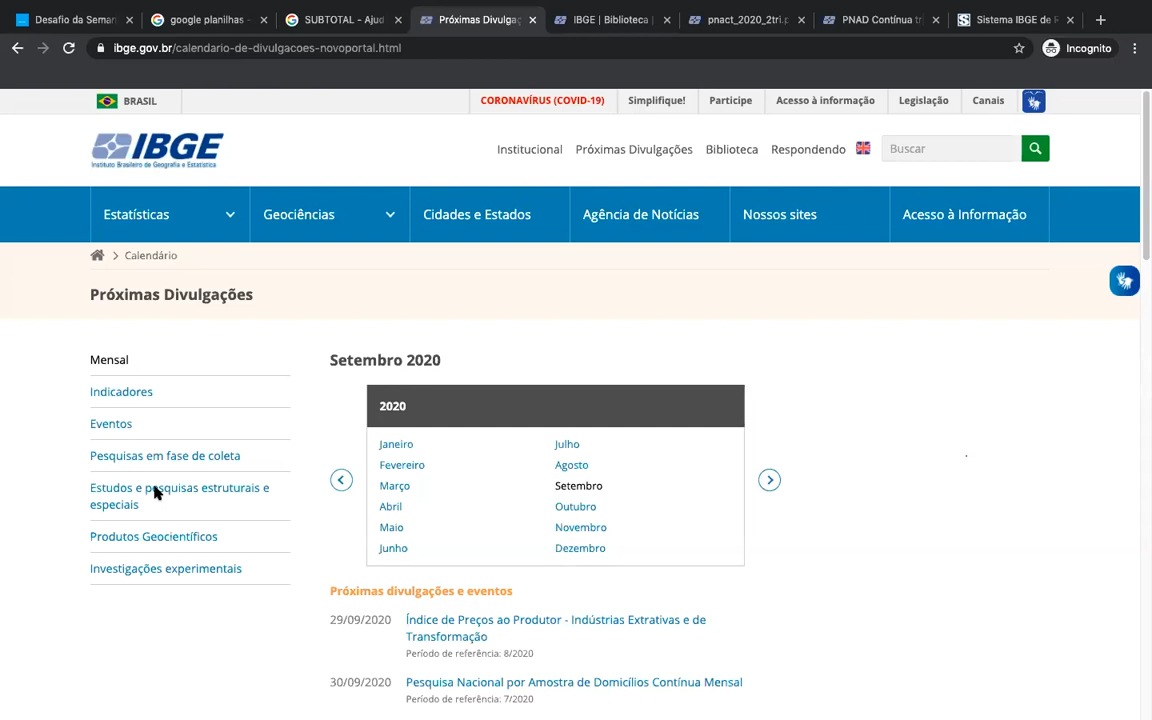 Desafio da Seman
google planilhas -
SUBTOTAL - Ajud
Próximas Divulgaç
IBGE | Biblioteca |
pnact_2020_2tri.p
PNAD Contínua tr
Sistema IBGE de R
ibge.gov.br/calendario-de-divulgacoes-novoportal.html
Incognito
BRASIL
CORONAVÍRUS (COVID-19)
Simplifique!
Participe
Acesso à informação
Legislação
Canais
IBGE
Instituto Brasileiro de Geografia e Estatística
Institucional
Próximas Divulgações
Biblioteca
Respondendo
Buscar
Estatísticas
Geociências
Cidades e Estados
Agência de Notícias
Nossos sites
Acesso à Informação
Calendário
Próximas Divulgações
Mensal
Indicadores
Eventos
Pesquisas em fase de coleta
Estudos e pesquisas estruturais e
especiais
Produtos Geocientíficos
Investigações experimentais
Setembro 2020
2020
Janeiro
Julho
Fevereiro
Agosto
Março
Setembro
Abril
Outubro
Maio
Novembro
Junho
Dezembro
Próximas divulgações e eventos
29/09/2020 Índice de Preços ao Produtor - Indústrias Extrativas e de
Transformação
Período de referência: 8/2020
30/09/2020 Pesquisa Nacional por Amostra de Domicílios Contínua Mensal
Período de referência: 7/2020